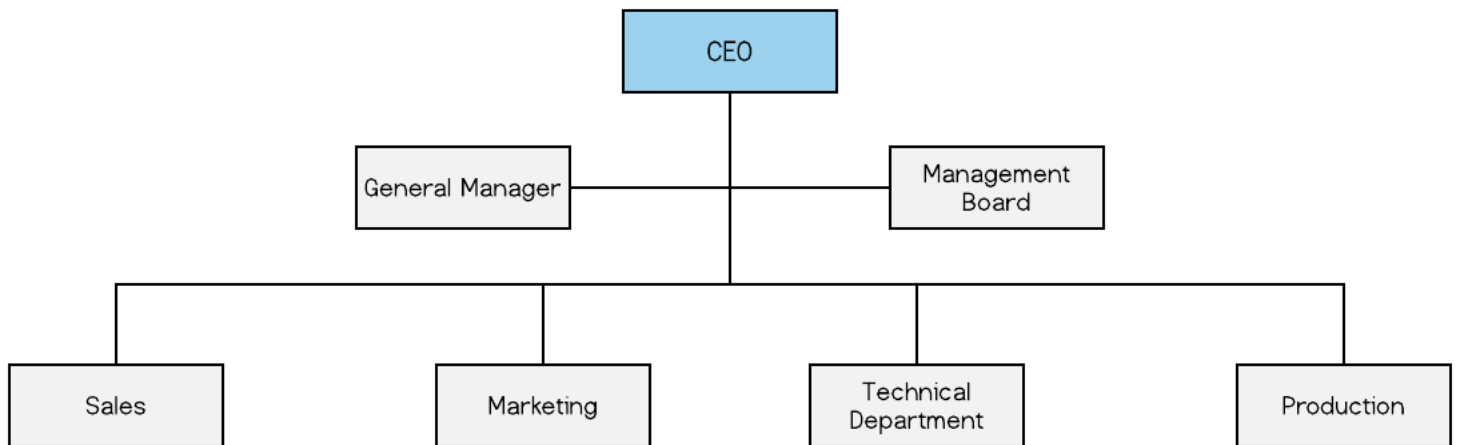 CEO
General Manager
Management
Board
Sales
Marketing
Technical
Department
Production